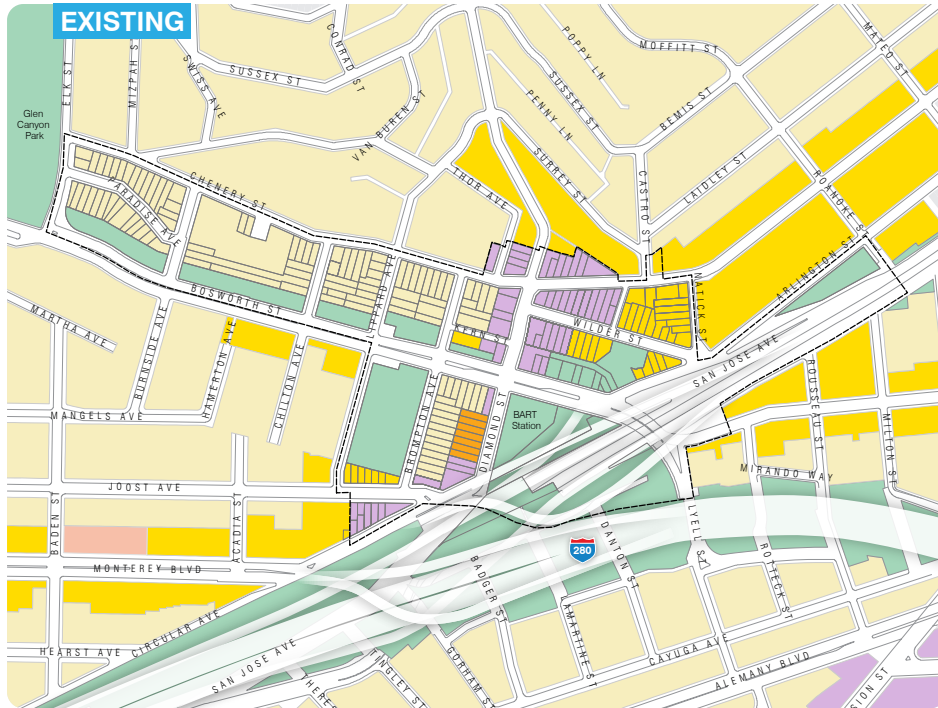 EXISTING
ELK ST
MIZPAH S
SWISS AVE
SUSSEX ST
CONRAD ST
POPPY LN
MOFFITT ST
MATEO ST
Glen
Canyon
Park
VAN BUREN ST
PENNY LN
SUSSEX ST
BEMIS ST
CHENERY ST
PARADISE AVE
THOR AVE
SURREY ST
CASTRO ST
LAIDLEY ST
ROANOKE ST
ARLINGTON ST
BOSWORTH ST
LIPPARD AVE
KERN ST
WILDER ST
NATICK ST
SAN JOSE AVE
MARTHA AVE
BURNSIDE AVE
HAMERTON AVE
CHILTON AVE
MANGELS AVE
BROMPTON AVE
DIAMOND ST
BART
Station
ROUSSEAU ST
MILTON ST
MIRANDO WAY
JOOST AVE
BADEN ST
ACADIA ST
LYELL ST
MONTEREY BLVD
280
DANTON ST
BADGER ST
ROTTECK ST
LAMARTINE ST
HEARST AVE
CIRCULAR AVE
SAN JOSE AVE
THERES
TINGLEY ST
GORHAM ST
CAYUGA AVE
ALEMANY BLVD
SION ST